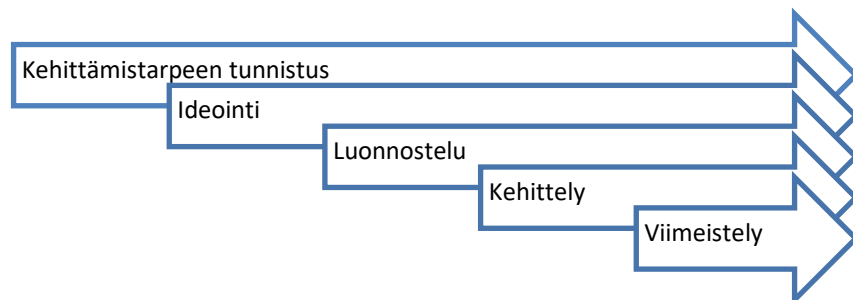 Kehittämistarpeen tunnistus
Ideointi
Luonnostelu
Kehittely
Viimeistely